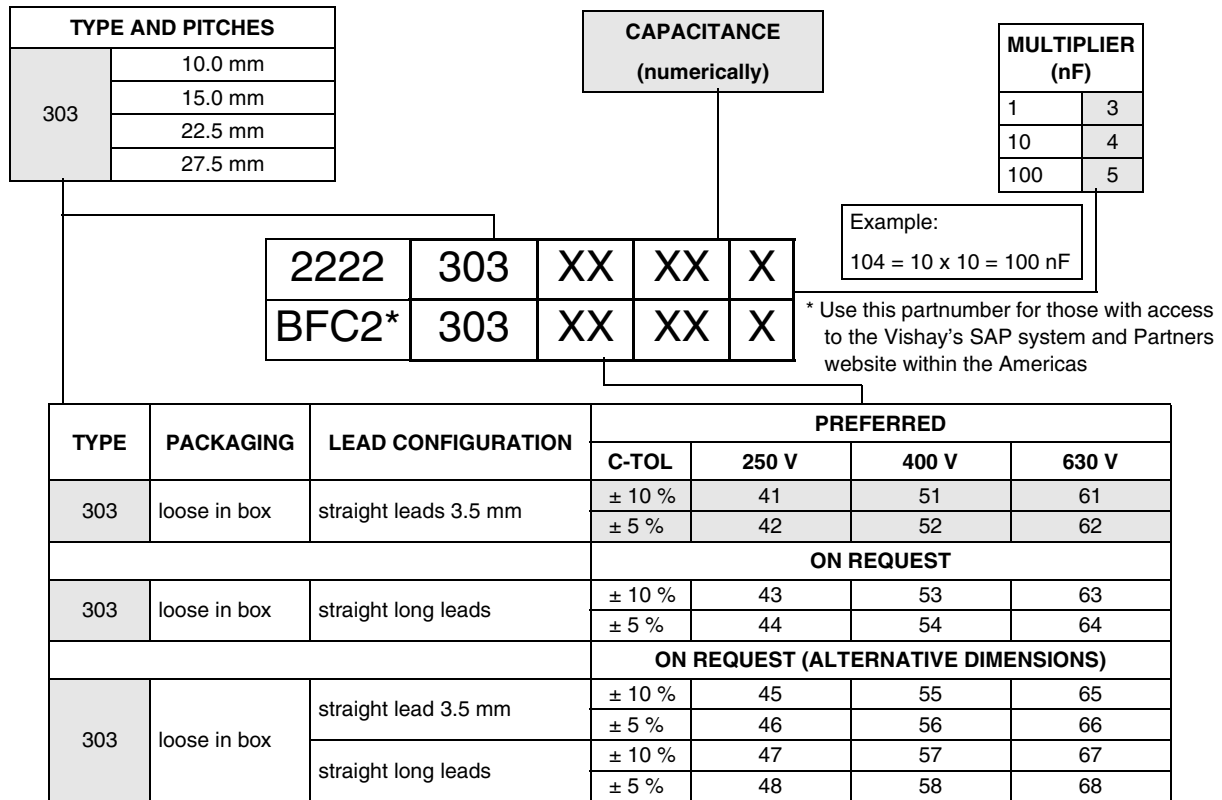 TYPE AND PITCHES
303
10.0 mm
15.0 mm
22.5 mm
27.5 mm
CAPACITANCE
(numerically)
MULTIPLIER
(nF)
1 3
10 4
100 5
Example:
104 = 10 x 10 = 100 nF
2222 303 XX XX X
BFC2* 303 XX XX X
* Use this partnumber for those with access
to the Vishay's SAP system and Partners
website within the Americas
TYPE PACKAGING LEAD CONFIGURATION PREFERRED
C-TOL 250 V 400 V 630 V
303 loose in box straight leads 3.5 mm
± 10 % 41 51 61
± 5 % 42 52 62
ON REQUEST
303 loose in box straight long leads
± 10 % 43 53 63
± 5 % 44 54 64
ON REQUEST (ALTERNATIVE DIMENSIONS)
303 loose in box
straight lead 3.5 mm
± 10 % 45 55 65
± 5 % 46 56 66
straight long leads
± 10 % 47 57 67
± 5 % 48 58 68